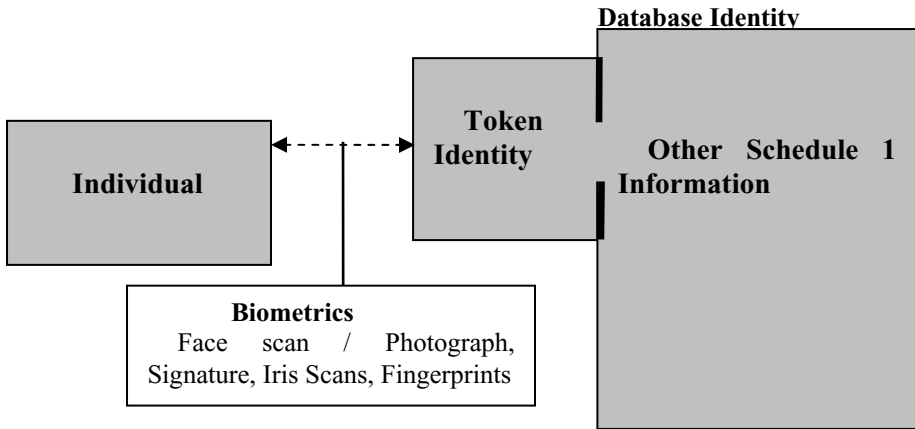 Database Identity
Token
Identity
Other Schedule 1
Information
Individual
Biometrics
Face scan / Photograph,
Signature, Iris Scans, Fingerprints